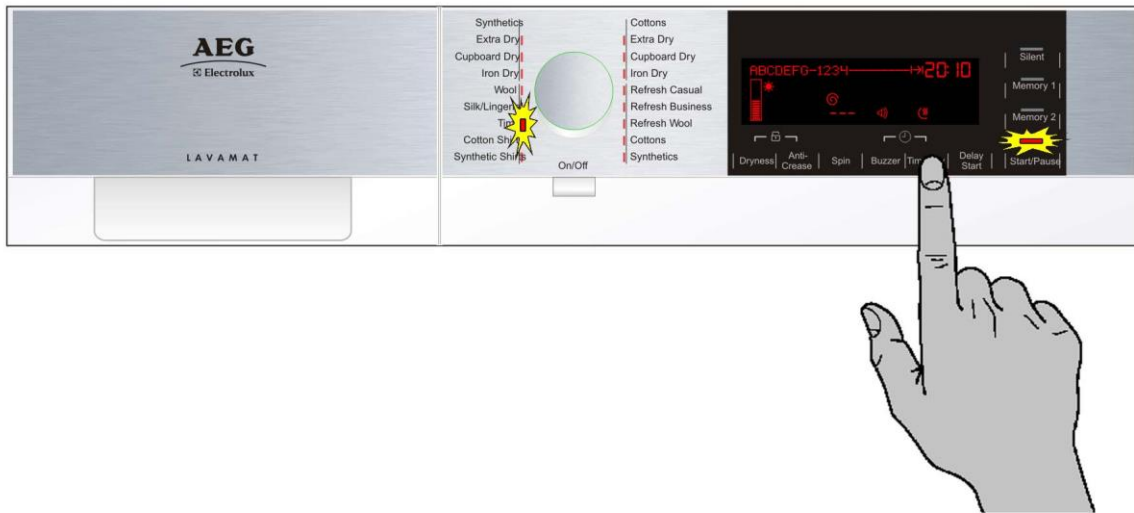 AEG
Electrolux
LAVAMAT
Synthetics
Extra Dry
Cupboard Dry
Iron Dry
Wool
Silk/Lingerie
Cotton
Synthetic Shirts
On/Off
Cottons
Extra Dry
Cupboard Dry
Iron Dry
Refresh Casual
Refresh Business
Refresh Wool
Cottons
Synthetics
ABCDEFG-1234 20:10
---
Dryness
Anti-
Crease
Spin
Buzzer
Delay
Start
Silent
Memory 1
Memory 2
Start/Pause